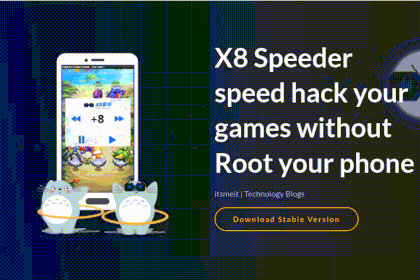 X8 Speeder
speed hack your
games without
Root your phone
itsmeit | Technology Blogs
Download Stable Version
+8